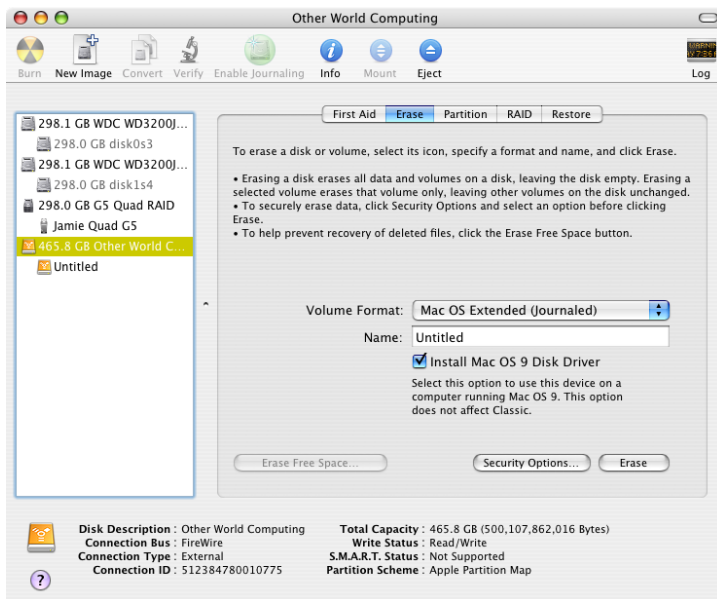 Other World Computing
Burn New Image Convert Verify Enable Journaling Info Mount Eject Log
First Aid Erase Partition RAID Restore
298.1 GB WDC WD3200J...
298.0 GB disk0s3
298.1 GB WDC WD3200J...
298.0 GB disk1s4
298.0 GB G5 Quad RAID
Jamie Quad G5
465.8 GB Other World C...
Untitled
To erase a disk or volume, select its icon, specify a format and name, and click Erase.
• Erasing a disk erases all data and volumes on a disk, leaving the disk empty. Erasing a
selected volume erases that volume only, leaving other volumes on the disk unchanged.
• To securely erase data, click Security Options and select an option before clicking
Erase.
• To help prevent recovery of deleted files, click the Erase Free Space button.
Volume Format: Mac OS Extended (Journaled)
Name: Untitled
Install Mac OS 9 Disk Driver
Select this option to use this device on a
computer running Mac OS 9. This option
does not affect Classic.
Erase Free Space... Security Options... Erase
Disk Description : Other World Computing Total Capacity : 465.8 GB (500,107,862,016 Bytes)
Connection Bus : FireWire Write Status : Read/Write
Connection Type : External S.M.A.R.T. Status : Not Supported
Connection ID : 512384780010775 Partition Scheme : Apple Partition Map
?